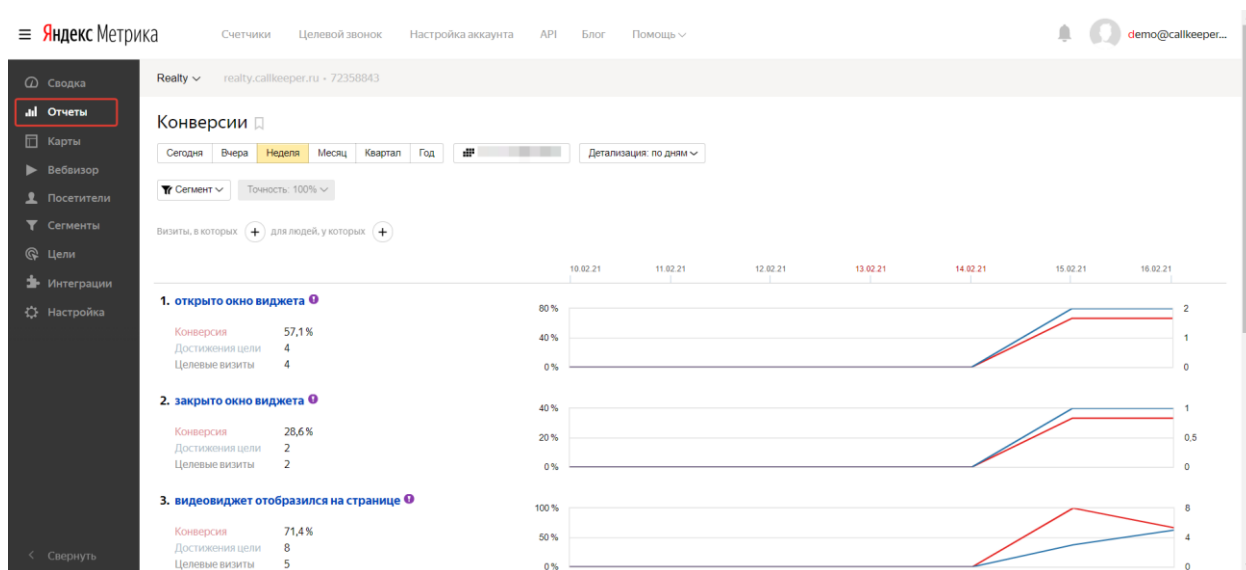 Яндекс Метрика Счетчики Целевой звонок Настройка аккаунта API Блог Помощь demo@callkeeper...
Сводка
Отчеты
Карты
Вебвизор
Посетители
Сегменты
Цели
Интеграции
Настройка
Свернуть
Realty realty.callkeeper.ru • 72358843
Конверсии
Сегодня Вчера Неделя Месяц Квартал Год Детализация: по дням
Сегмент Точность: 100%
Визиты, в которых + для людей, у которых +
10.02.21 11.02.21 12.02.21 13.02.21 14.02.21 15.02.21 16.02.21
1. открыто окно виджета
Конверсия 57,1%
Достижения цели 4
Целевые визиты 4
80 % 2
40 % 1
0 % 0
2. закрыто окно виджета
Конверсия 28,6%
Достижения цели 2
Целевые визиты 2
40 % 1
20 % 0,5
0 % 0
3. видеовиджет отобразился на странице
Конверсия 71,4%
Достижения цели 8
Целевые визиты 5
100 % 8
50 % 4
0 % 0